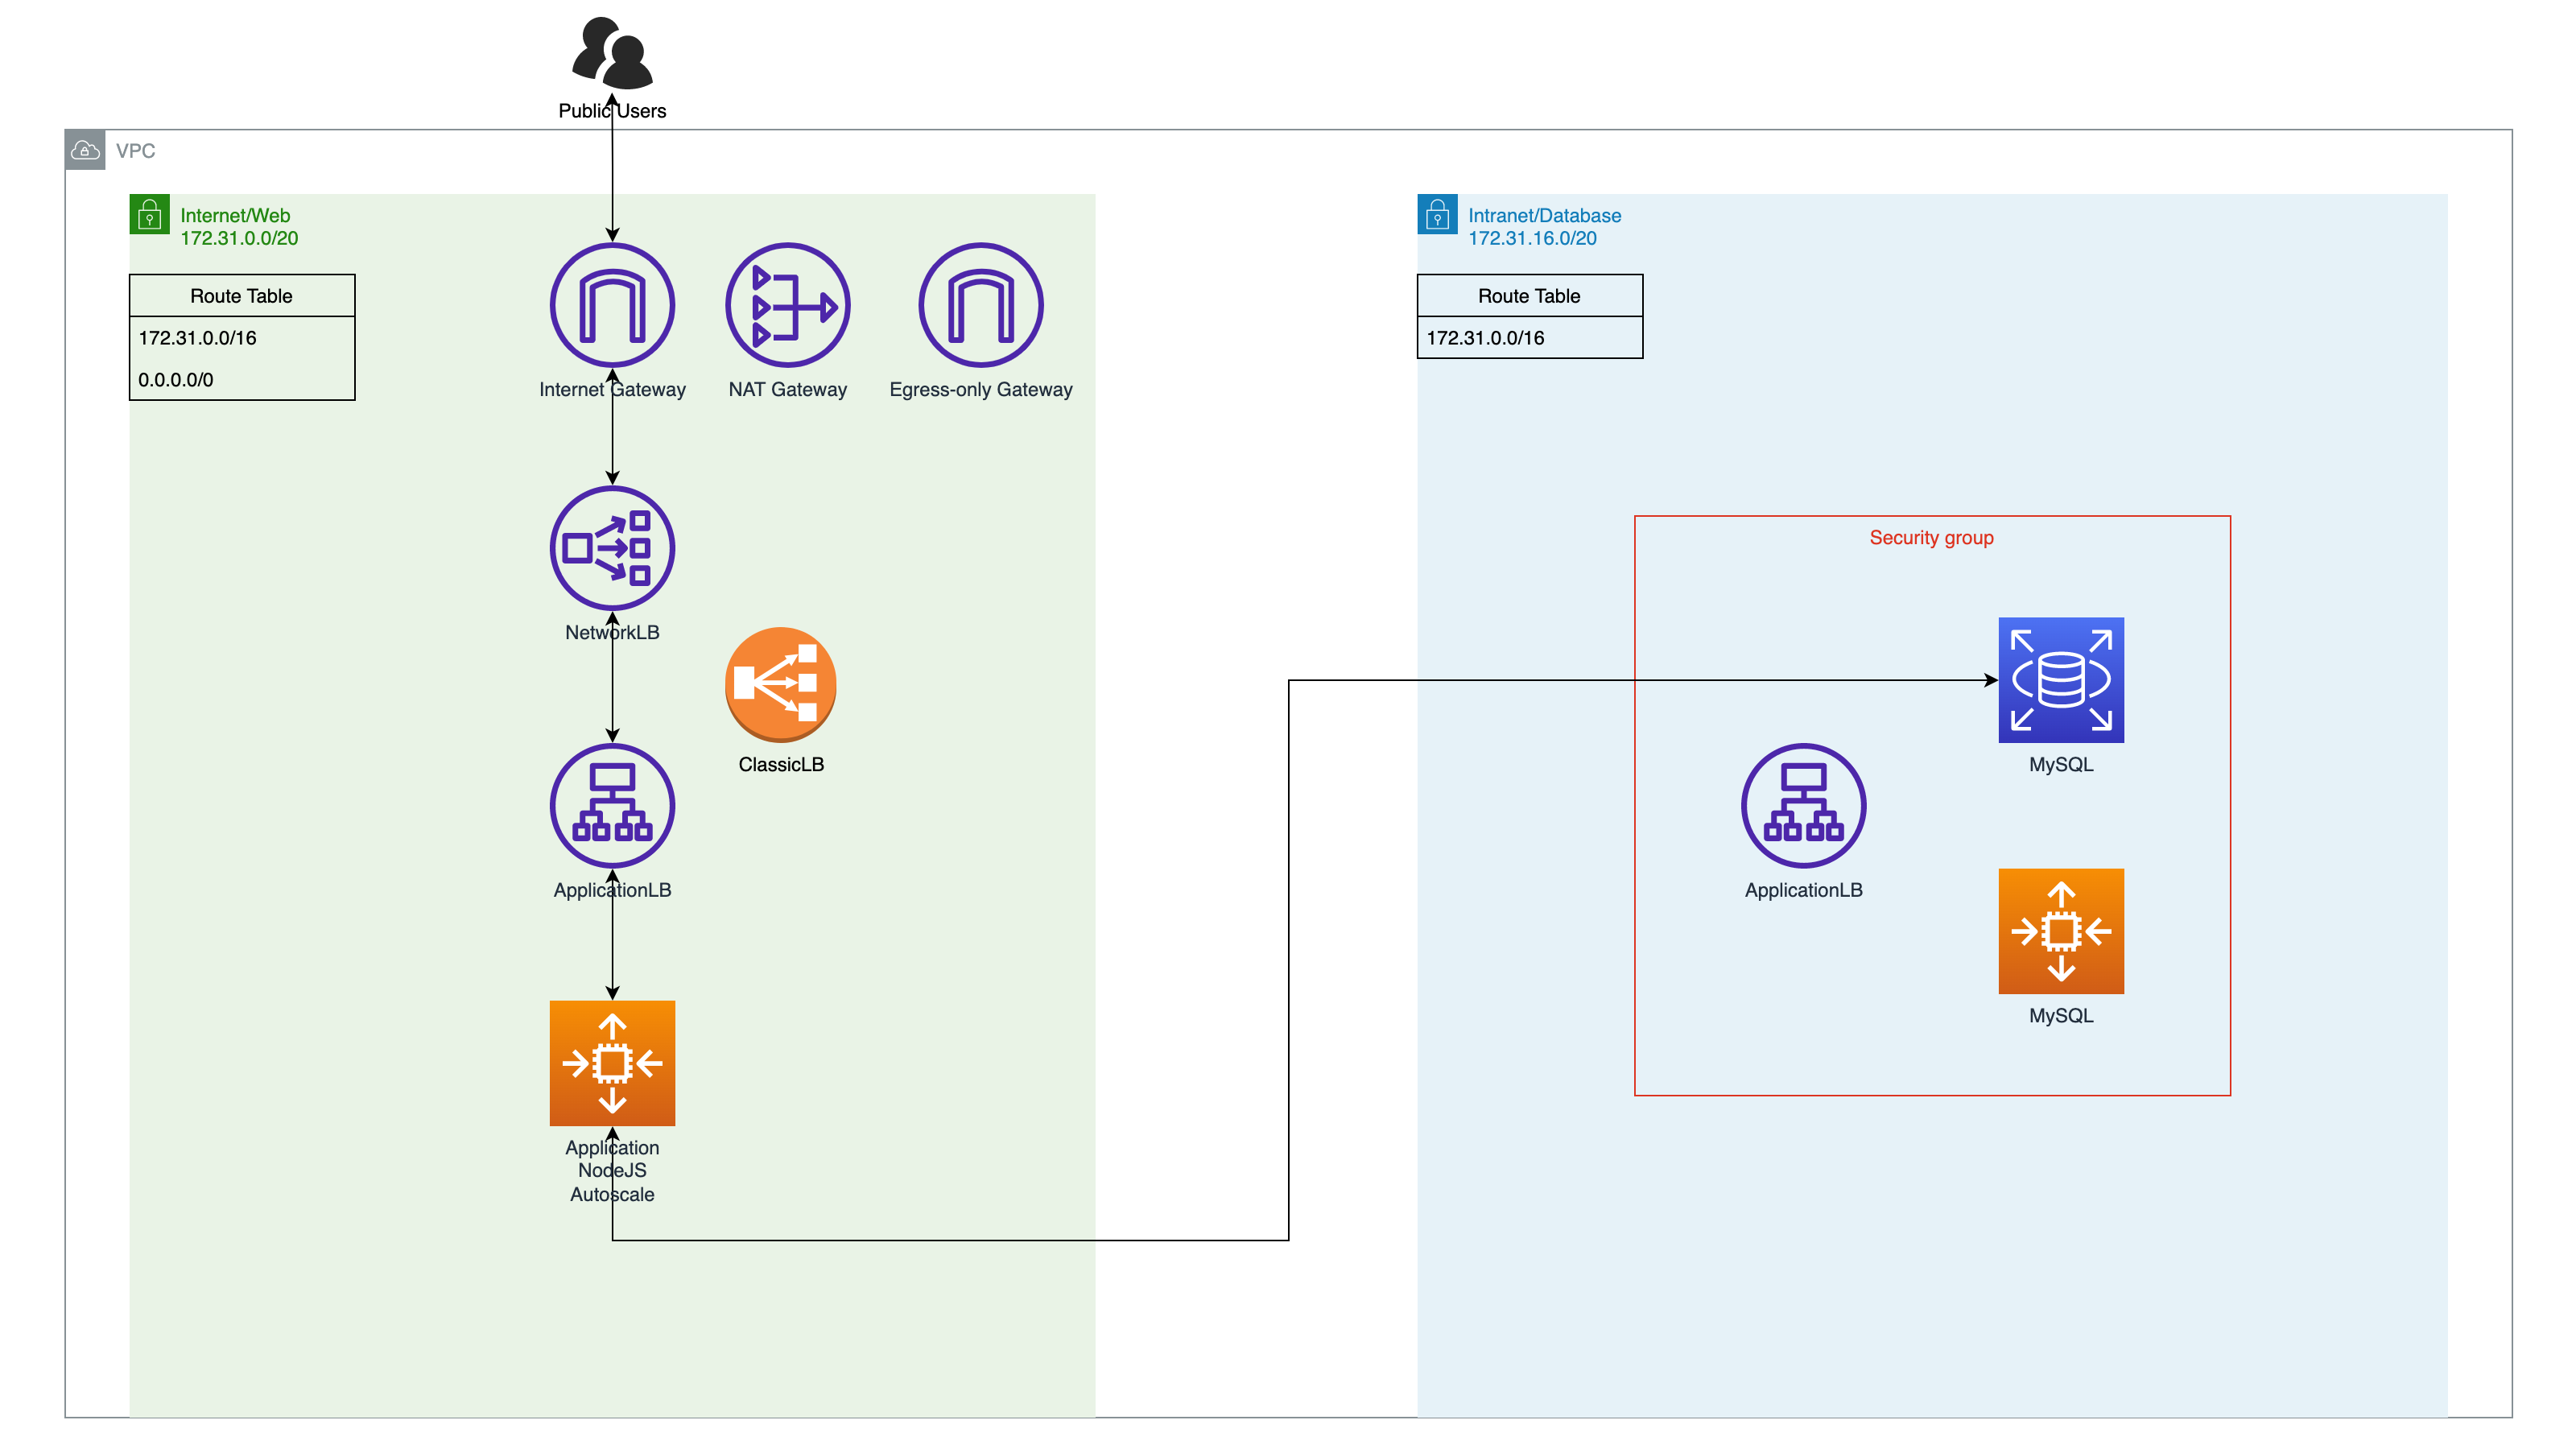 Public Users
VPC
Internet/Web
172.31.0.0/20
Route Table
172.31.0.0/16
0.0.0.0/0
Internet Gateway
NAT Gateway
Egress-only Gateway
NetworkLB
ClassicLB
ApplicationLB
Application
NodeJS
Autoscale
Intranet/Database
172.31.16.0/20
Route Table
172.31.0.0/16
Security group
MySQL
ApplicationLB
MySQL